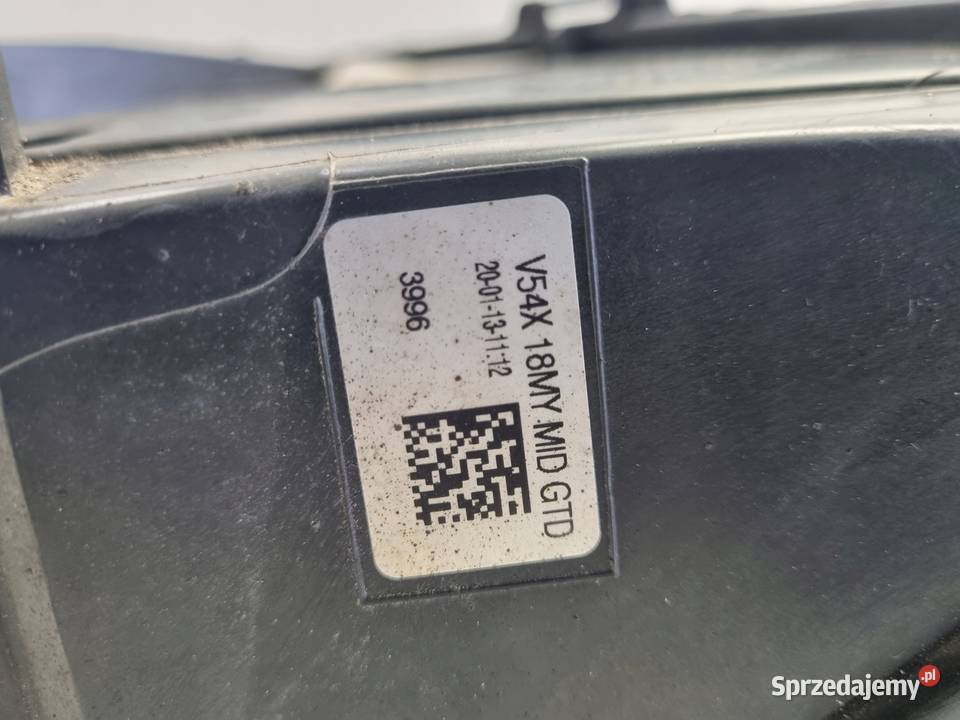 V54X 18MY MID GTD
20-01-13-11:12
3996
Sprzedajemy.pl